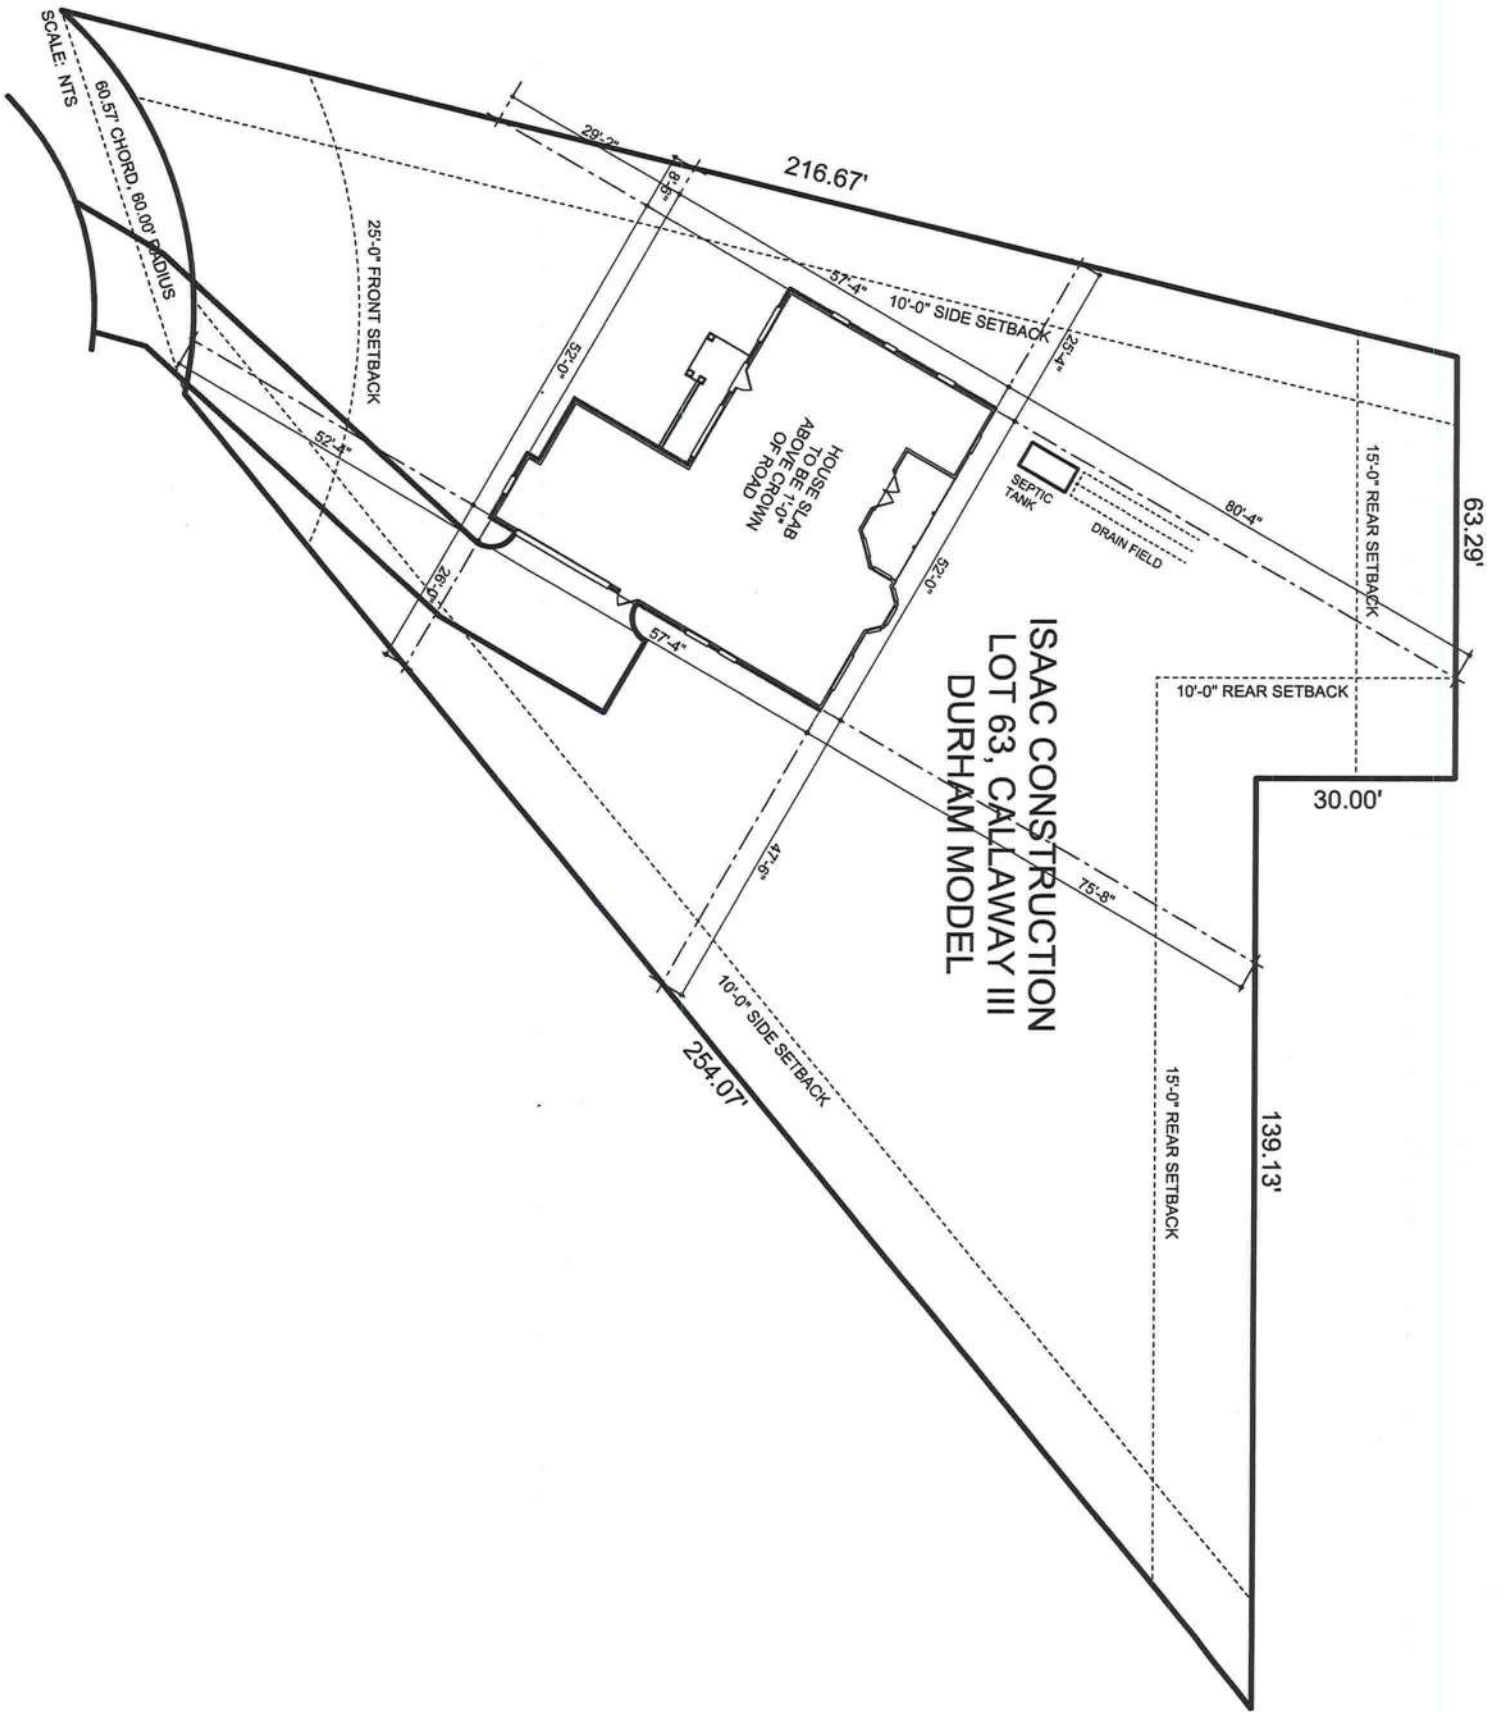 63.29'
15'-0" REAR SETBACK
10'-0" REAR SETBACK
30.00'
139.13'
15'-0" REAR SETBACK
216.67'
10'-0" SIDE SETBACK
29'-2"
8'-6"
57'-4"
25'-4"
80'-4"
SEPTIC
TANK
DRAIN FIELD
HOUSE SLAB
TO BE 1'-0"
ABOVE CROWN
OF ROAD
52'-0"
52'-0"
57'-4"
26'-0"
47'-6"
75'-8"
ISAAC CONSTRUCTION
LOT 63, CALLAWAY III
DURHAM MODEL
10'-0" SIDE SETBACK
254.07'
25'-0" FRONT SETBACK
52'-4"
60.57' CHORD, 60.00' RADIUS
SCALE: NTS